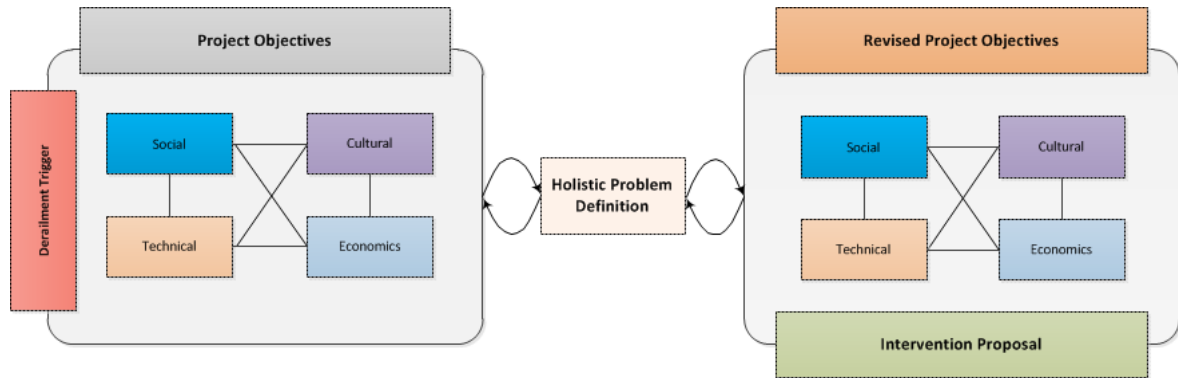 Project Objectives
Derailment Trigger
Social
Cultural
Technical
Economics
Holistic Problem
Definition
Revised Project Objectives
Social
Cultural
Technical
Economics
Intervention Proposal